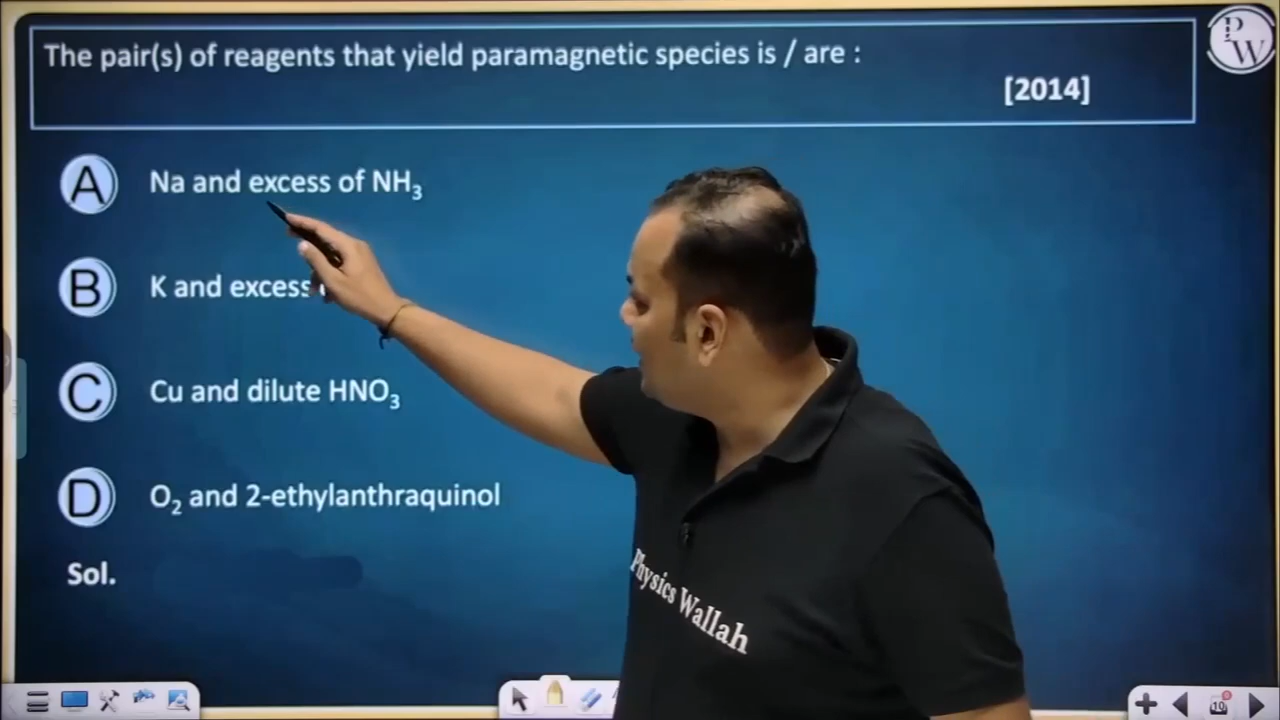 The pair(s) of reagents that yield paramagnetic species is / are :
[2014]
P
W
A Na and excess of NH₃
B K and excess
C Cu and dilute HNO₃
D O₂ and 2-ethylanthraquinol
Sol.
Physics Wallah
10